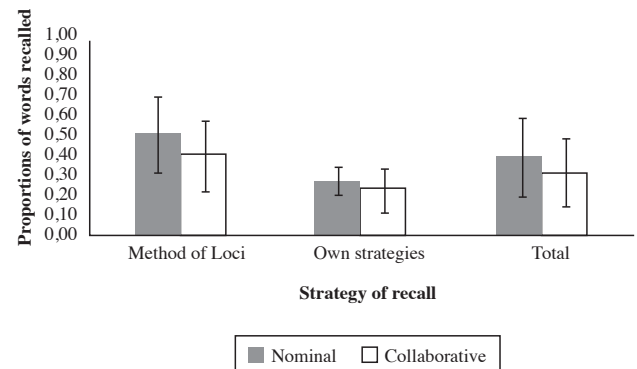 Proportions of words recalled
1,00
0,90
0,80
0,70
0,60
0,50
0,40
0,30
0,20
0,10
0,00
Method of Loci
Own strategies
Total
Strategy of recall
Nominal
Collaborative